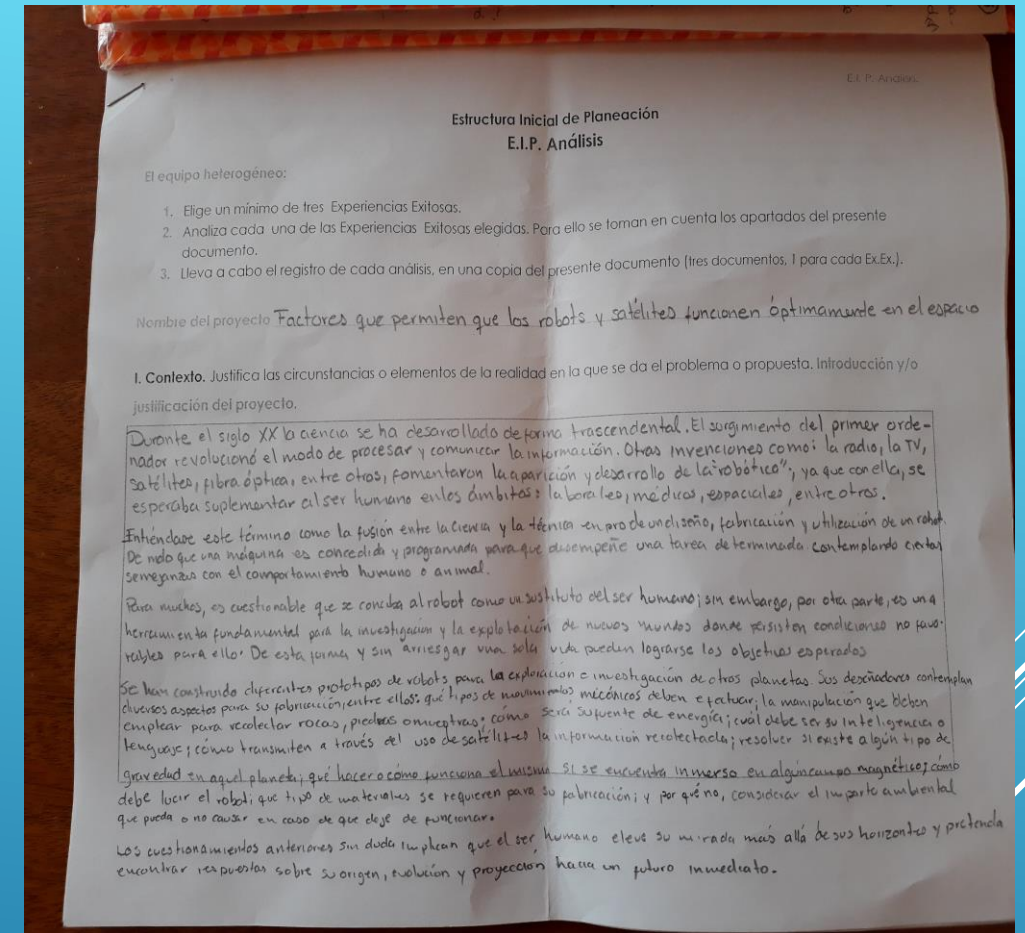 E.I. P. Análisis.
Estructura Inicial de Planeación
E.I.P. Análisis
El equipo heterogéneo:
1. Elige un mínimo de tres Experiencias Exitosas.
2. Analiza cada una de las Experiencias Exitosas elegidas. Para ello se toman en cuenta los apartados del presente
documento.
3. Lleva a cabo el registro de cada análisis, en una copia del presente documento (tres documentos, 1 para cada Ex.Ex.).
Nombre del proyecto Factores que permiten que los robots y satélites funcionen óptimamente en el espacio
I. Contexto. Justifica las circunstancias o elementos de la realidad en la que se da el problema o propuesta. Introducción y/o
justificación del proyecto.
Durante el siglo XX la ciencia se ha desarrollado de forma trascendental. El surgimiento del primer orde-
nador revolucionó el modo de procesar y comunicar la información. Otras invenciones como: la radio, la TV,
satélites, fibra óptica, entre otros, fomentaron la aparición y desarrollo de la "robótica"; ya que con ella, se
esperaba suplementar al ser humano en los ámbitos: laborales, médicos, espaciales, entre otros.
Entiéndase este término como la fusión entre la ciencia y la técnica en pro de un diseño, fabricación y utilización de un robot.
De modo que una máquina es concedida y programada para que desempeñe una tarea determinada contemplando ciertas
semejanzas con el comportamiento humano o animal.
Para muchos, es cuestionable que se conciba al robot como un sustituto del ser humano; sin embargo, por otra parte, es una
herramienta fundamental para la investigación y la explotación de nuevos mundos donde persisten condiciones no favo-
rables para ello. De esta forma y sin arriesgar una sola vida pueden lograrse los objetivos esperados
Se han construido diferentes prototipos de robots para la exploración e investigación de otros planetas. Sus diseñadores contemplan
diversos aspectos para su fabricación, entre ellos: qué tipos de movimientos mecánicos deben efectuar; la manipulación que deben
emplear para recolectar rocas, piedras o muestras; cómo será su fuente de energía; cuál debe ser su inteligencia o
lenguaje; cómo transmiten a través del uso de satélites la información recolectada; resolver si existe algún tipo de
gravedad en aquel planeta; qué hacer o cómo funciona el mismo si se encuentra inmerso en algún campo magnético; cómo
debe lucir el robot; que tipo de materiales se requieren para su fabricación; y por qué no, considerar el impacto ambiental
que pueda o no causar en caso de que deje de funcionar.
Los cuestionamientos anteriores sin duda implican que el ser humano eleve su mirada más allá de sus horizontes y pretenda
encontrar respuestas sobre su origen, evolución y proyección hacia un futuro inmediato.